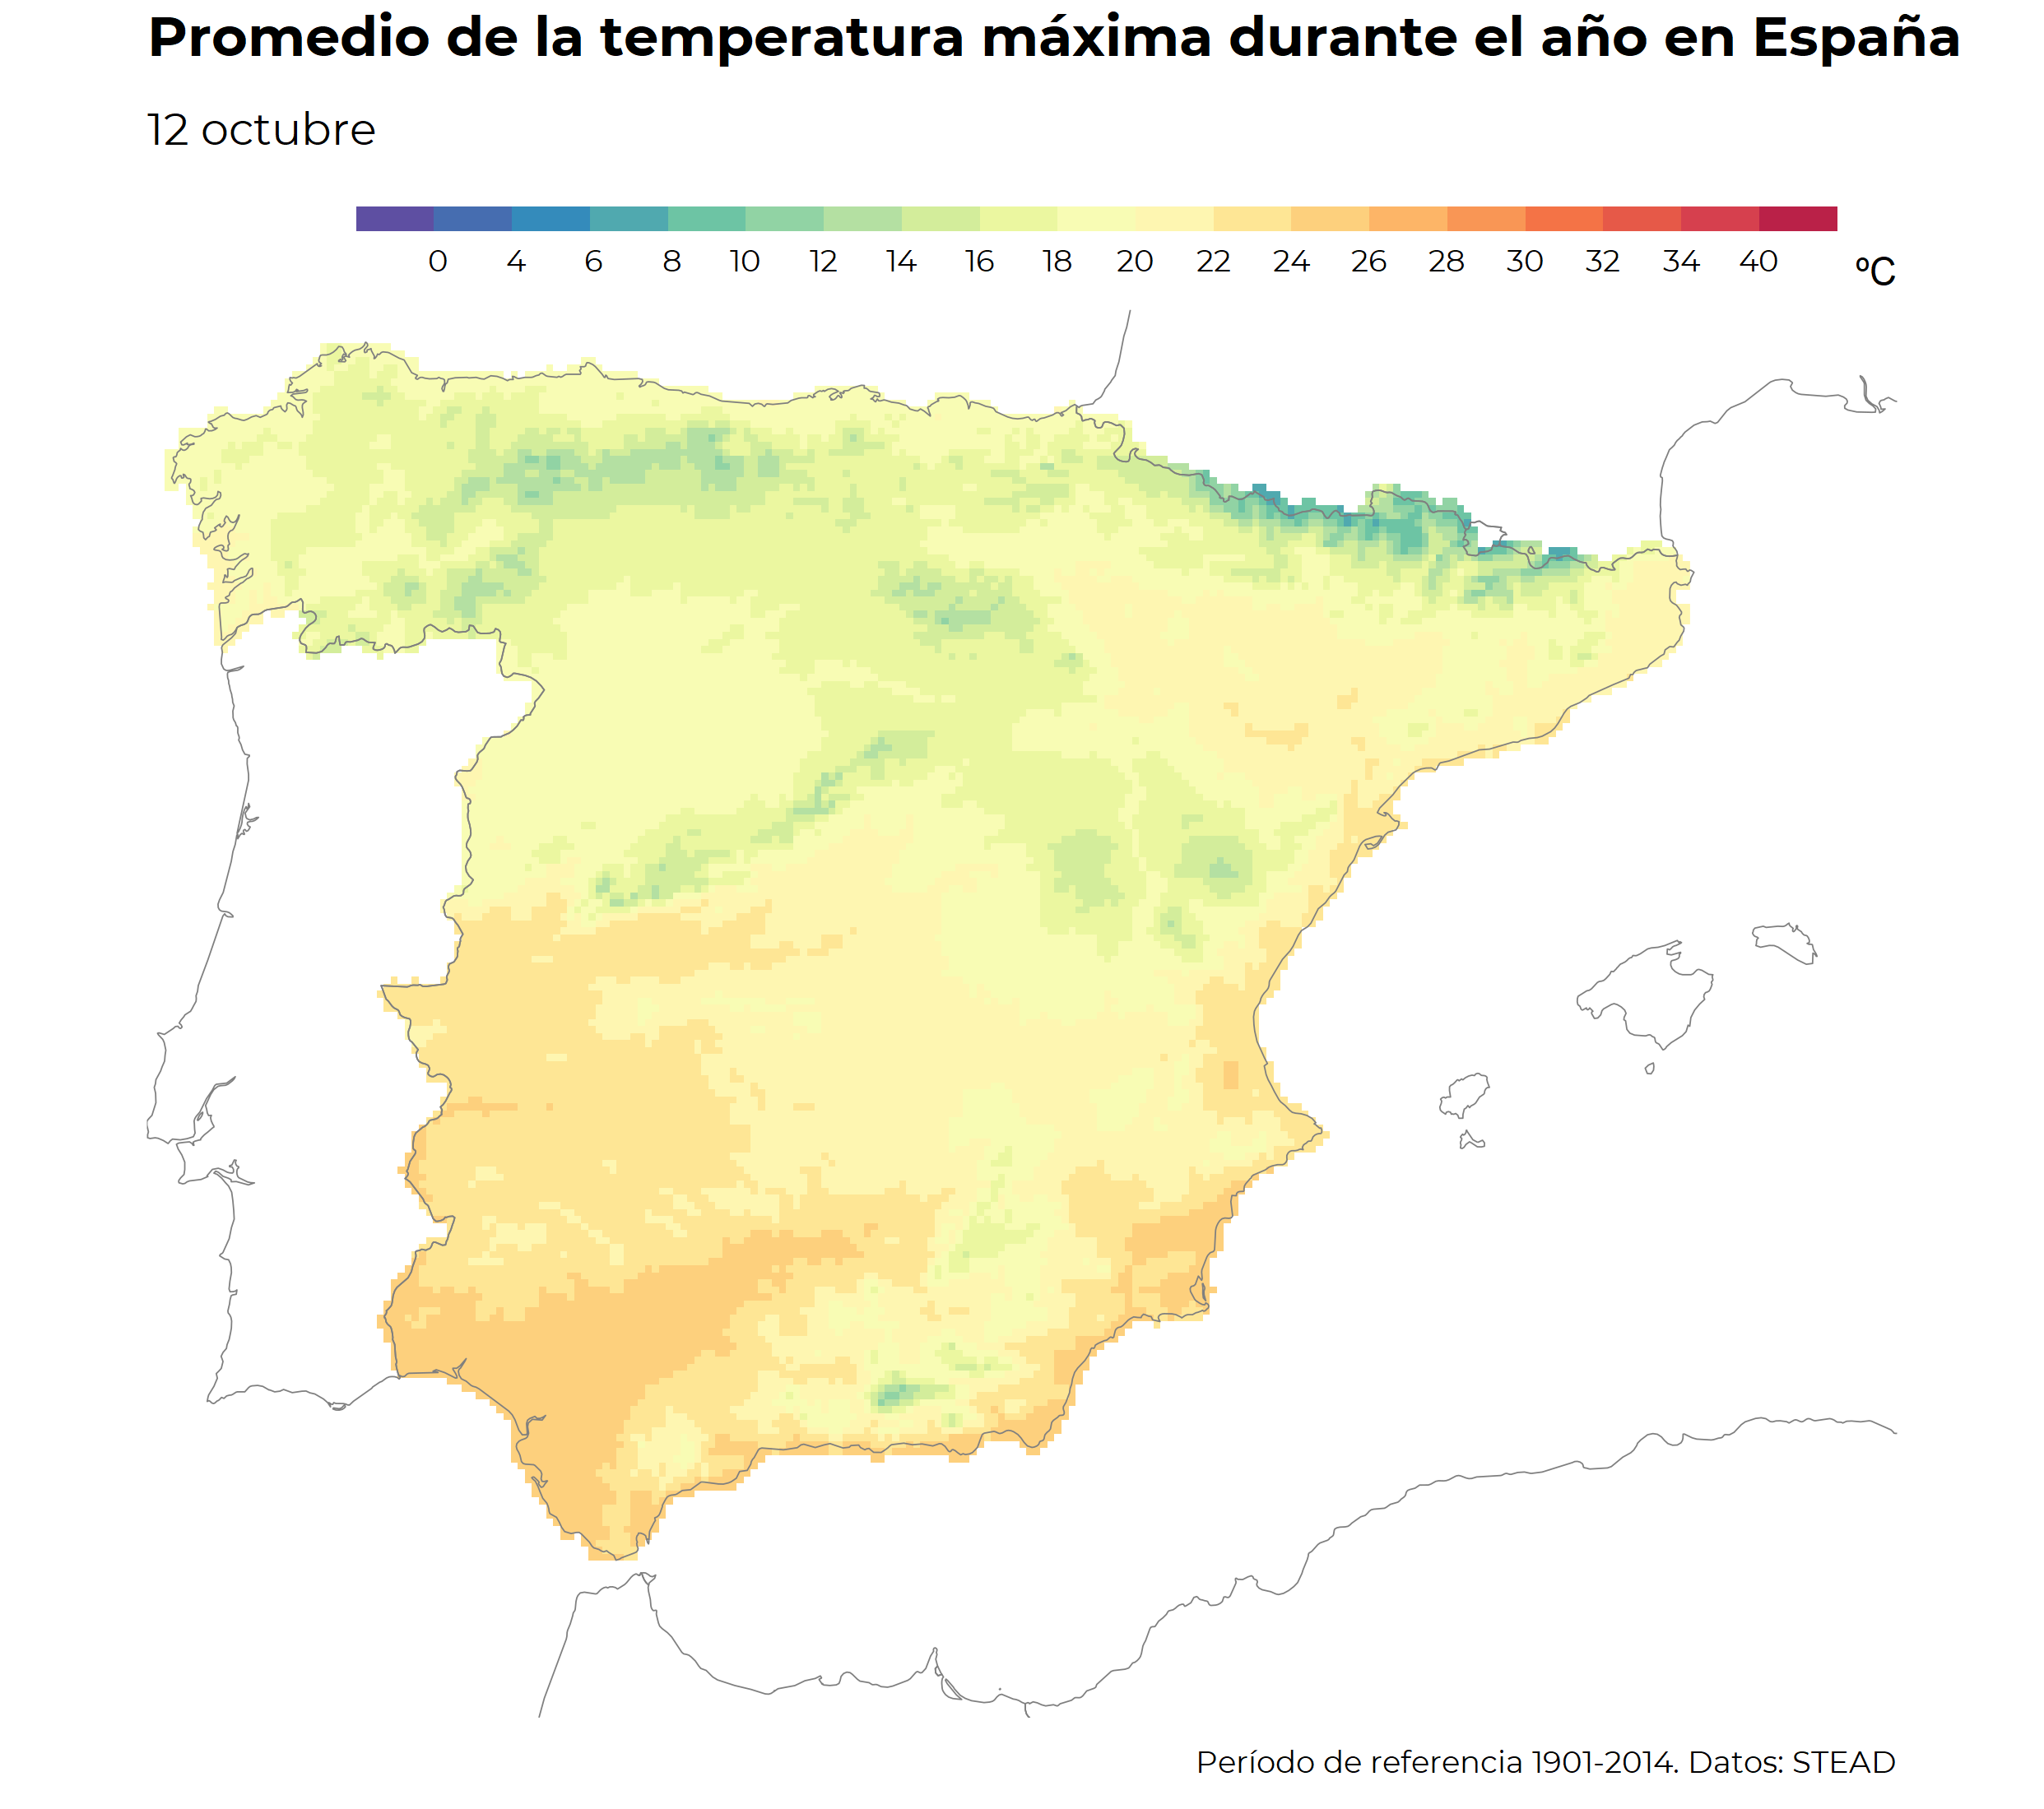 Promedio de la temperatura máxima durante el año en España
12 octubre
0 4 6 8 10 12 14 16 18 20 22 24 26 28 30 32 34 40 ºC
Período de referencia 1901-2014. Datos: STEAD